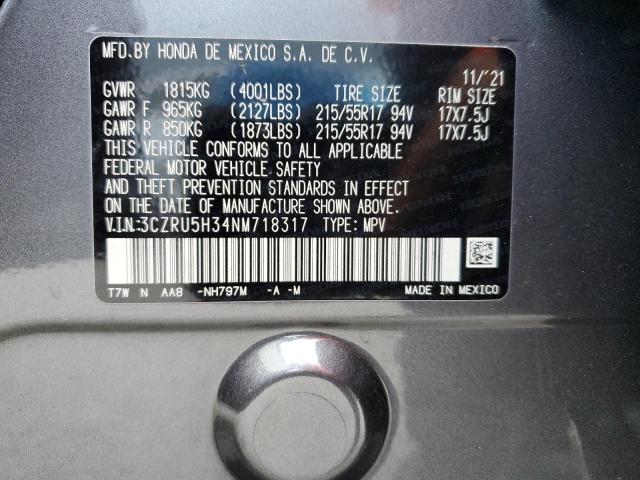 MFD.BY HONDA DE MEXICO S.A. DE C.V.
11/'21
GVWR 1815KG (4001LBS) TIRE SIZE RIM SIZE
GAWR F 965KG (2127LBS) 215/55R17 94V 17X7.5J
GAWR R 850KG (1873LBS) 215/55R17 94V 17X7.5J
THIS VEHICLE CONFORMS TO ALL APPLICABLE
FEDERAL MOTOR VEHICLE SAFETY
AND THEFT PREVENTION STANDARDS IN EFFECT
ON THE DATE OF MANUFACTURE SHOWN ABOVE.
V.I.N:3CZRU5H34NM718317 TYPE: MPV
T7W N AA8 -NH797M -A -M
MADE IN MEXICO